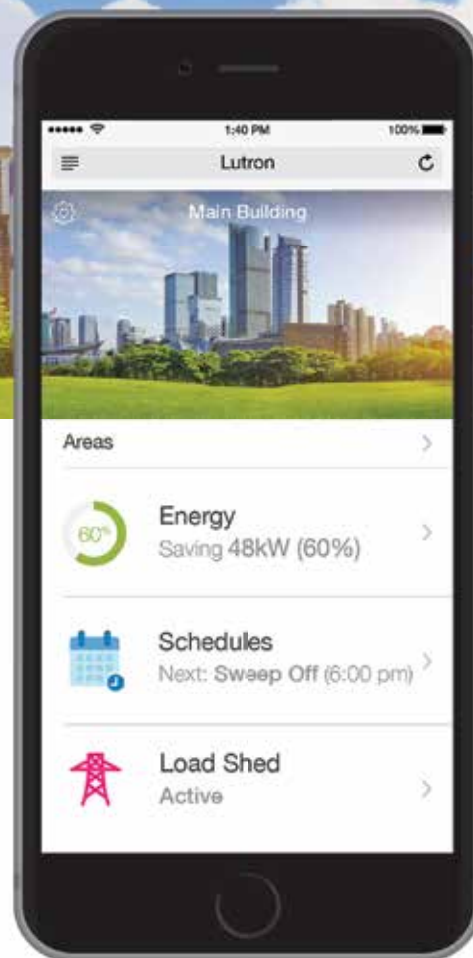 1:40 PM 100%
Lutron
Main Building
Areas
60%
Energy
Saving 48kW (60%)
Schedules
Next: Sweep Off (6:00 pm)
Load Shed
Active